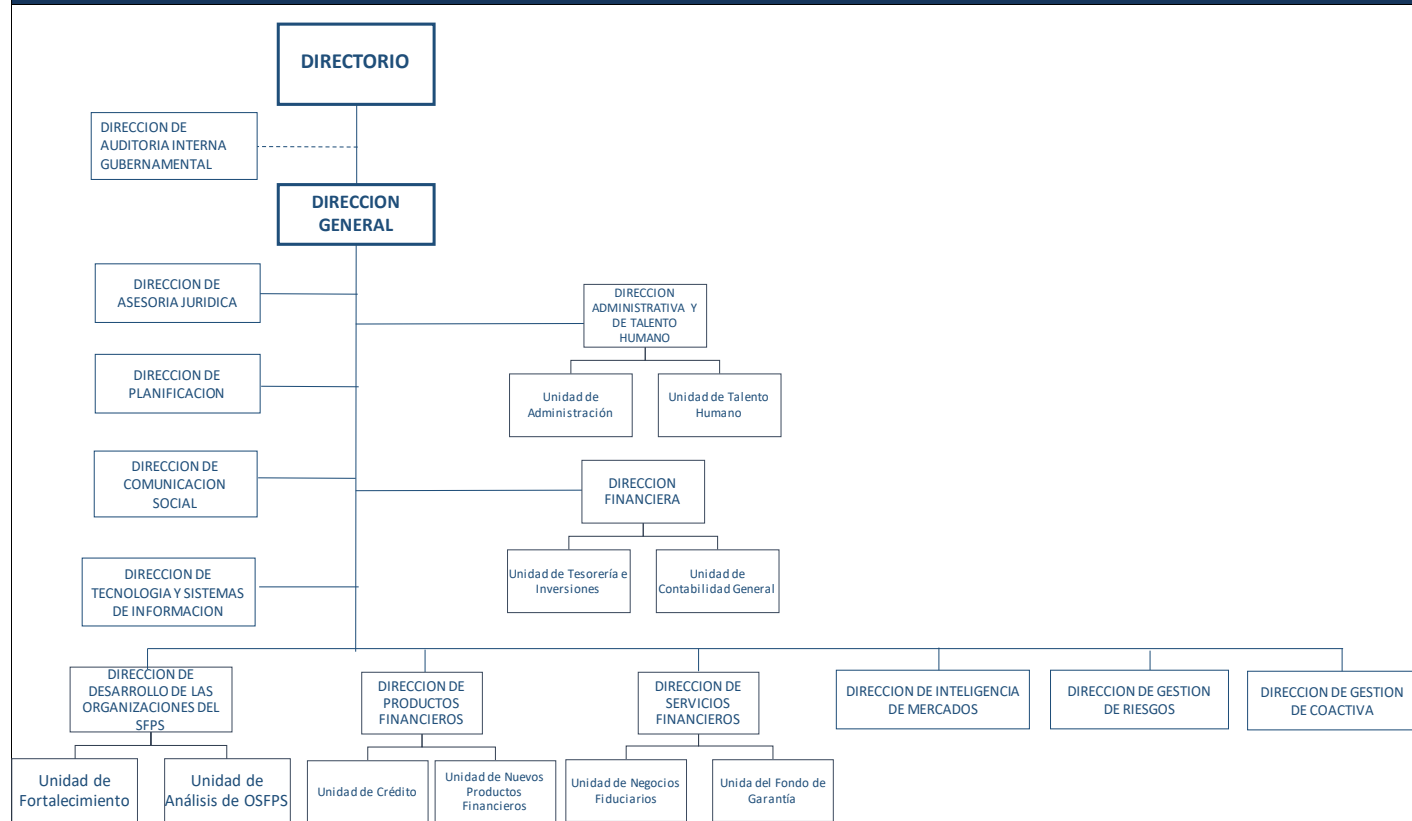 DIRECTORIO
DIRECCION DE
AUDITORIA INTERNA
GUBERNAMENTAL
DIRECCION
GENERAL
DIRECCION DE
ASESORIA JURIDICA
DIRECCION
ADMINISTRATIVA Y
DE TALENTO
HUMANO
DIRECCION DE
PLANIFICACION
Unidad de
Administración
Unidad de Talento
Humano
DIRECCION DE
COMUNICACION
SOCIAL
DIRECCION
FINANCIERA
DIRECCION DE
TECNOLOGIA Y SISTEMAS
DE INFORMACION
Unidad de Tesorería e
Inversiones
Unidad de
Contabilidad General
DIRECCION DE
DESARROLLO DE LAS
ORGANIZACIONES DEL
SFPS
DIRECCION DE
PRODUCTOS
FINANCIEROS
DIRECCION DE
SERVICIOS
FINANCIEROS
DIRECCION DE INTELIGENCIA
DE MERCADOS
DIRECCION DE GESTION
DE RIESGOS
DIRECCION DE GESTION
DE COACTIVA
Unidad de
Fortalecimiento
Unidad de
Análisis de OSFPS
Unidad de Crédito
Unidad de Nuevos
Productos
Financieros
Unidad de Negocios
Fiduciarios
Unida del Fondo de
Garantía